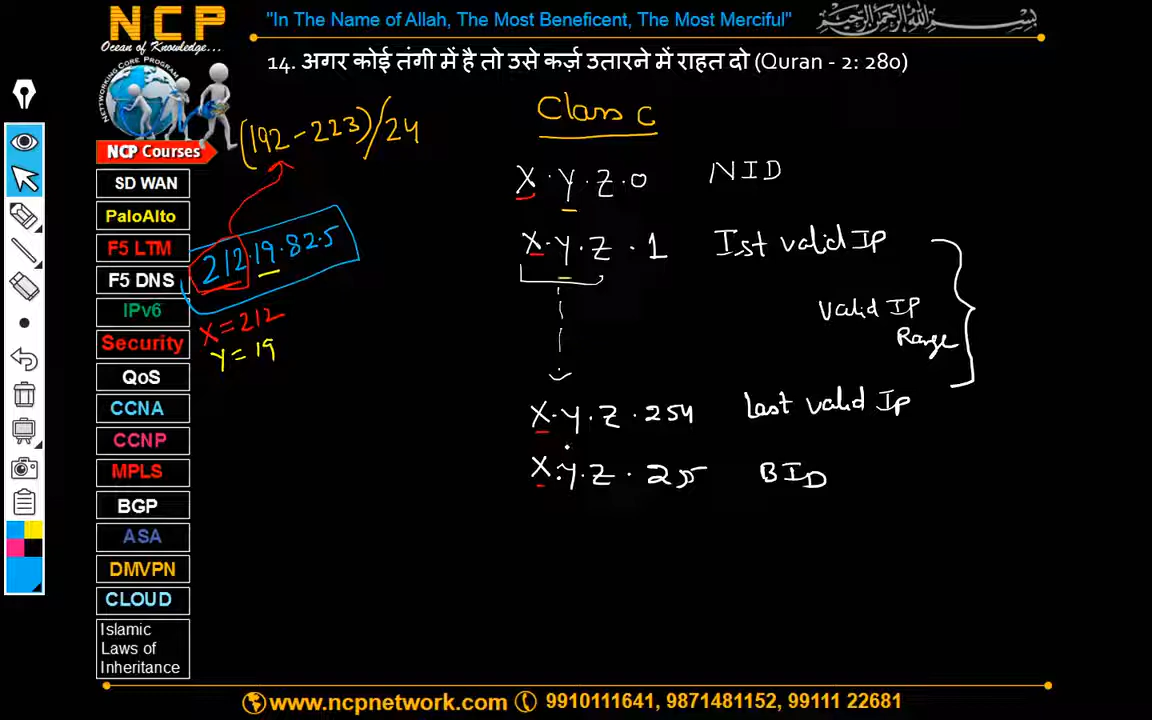 NCP
Ocean of Knowledge...
"In The Name of Allah, The Most Beneficent, The Most Merciful"
14. अगर कोई तंगी में है तो उसे कर्ज़ उतारने में राहत दो (Quran - 2: 280)
NETWORKING CORE PROGRAM
NCP Courses
SD WAN
PaloAlto
F5 LTM
F5 DNS
IPv6
Security
QoS
CCNA
CCNP
MPLS
BGP
ASA
DMVPN
CLOUD
Islamic
Laws of
Inheritance
(192-223)/24
212.19.82.5
X=212
Y=19
Class C
X.Y.Z.0 NID
X.Y.Z.1 Ist valid IP
Valid IP
Range
X.Y.Z.254 Last valid Ip
X.Y.Z.255 BID
www.ncpnetwork.com 9910111641, 9871481152, 99111 22681